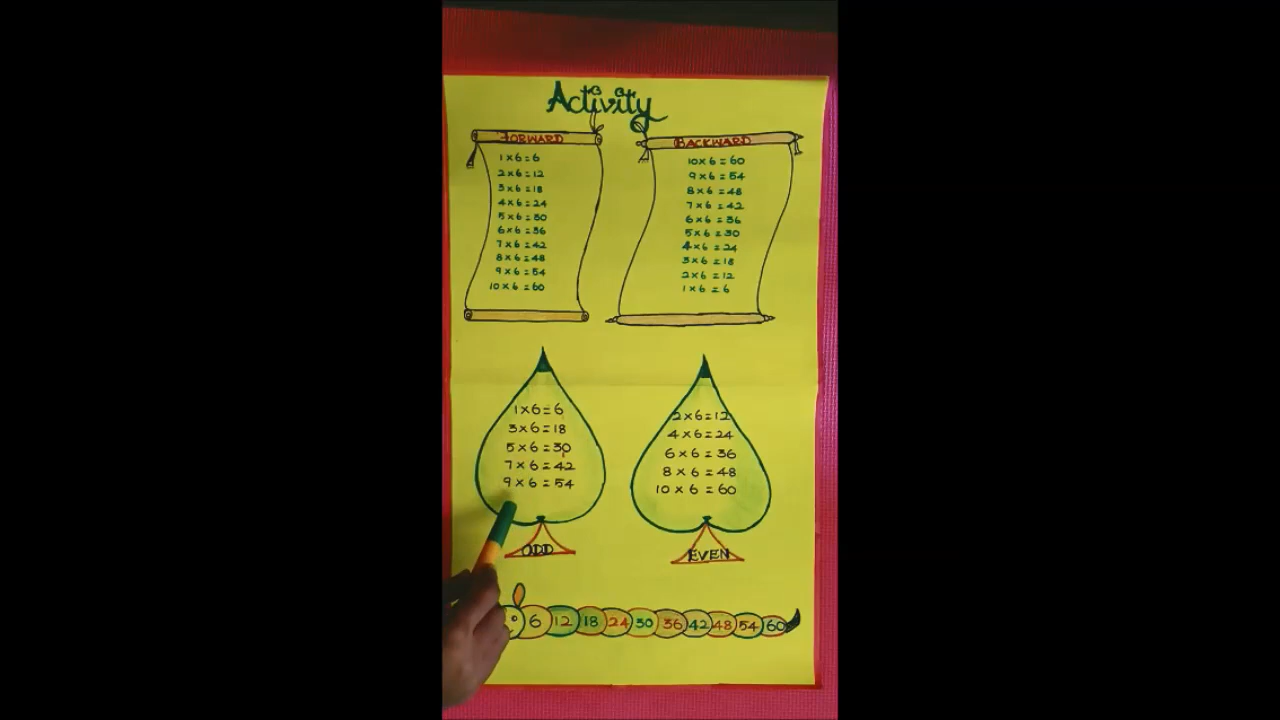 Activity
FORWARD
1 x 6 = 6
2 x 6 = 12
3 x 6 = 18
4 x 6 = 24
5 x 6 = 30
6 x 6 = 36
7 x 6 = 42
8 x 6 = 48
9 x 6 = 54
10 x 6 = 60
BACKWARD
10 x 6 = 60
9 x 6 = 54
8 x 6 = 48
7 x 6 = 42
6 x 6 = 36
5 x 6 = 30
4 x 6 = 24
3 x 6 = 18
2 x 6 = 12
1 x 6 = 6
1 x 6 = 6
3 x 6 = 18
5 x 6 = 30
7 x 6 = 42
9 x 6 = 54
ODD
2 x 6 = 12
4 x 6 = 24
6 x 6 = 36
8 x 6 = 48
10 x 6 = 60
EVEN
6 12 18 24 30 36 42 48 54 60